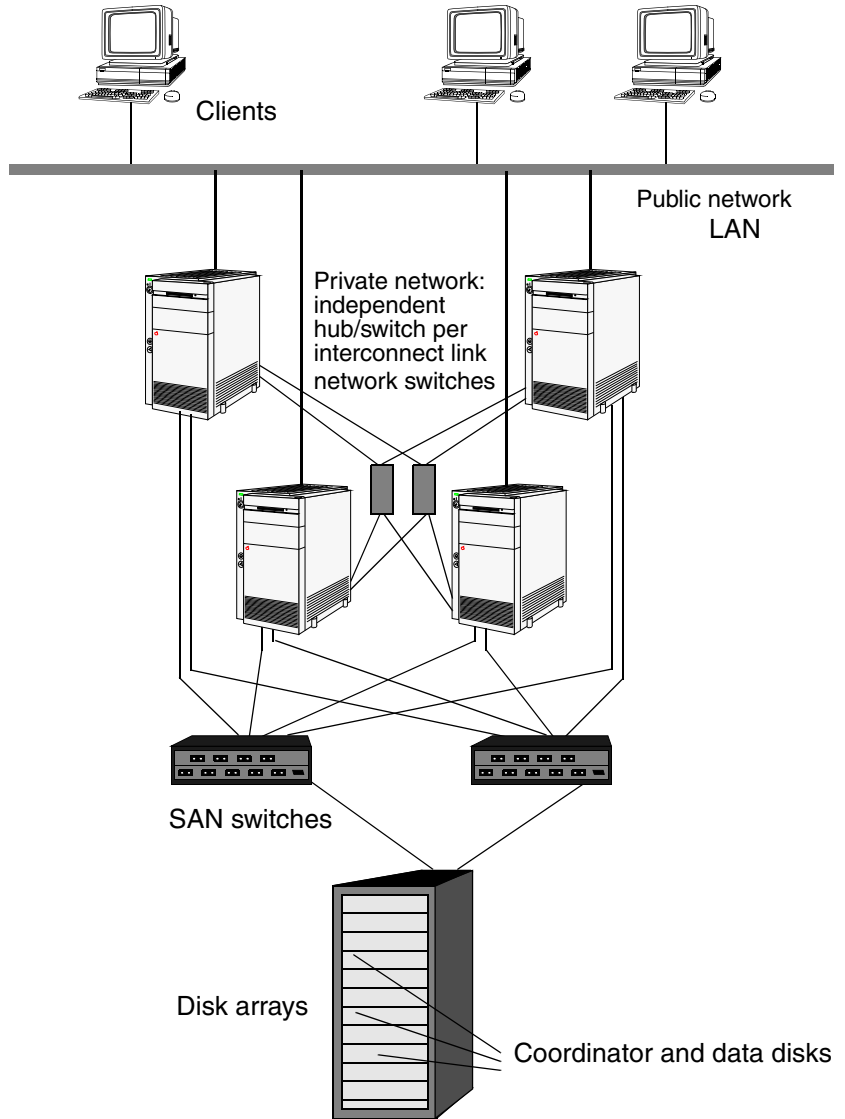 Clients
Public network
LAN
Private network:
independent
hub/switch per
interconnect link
network switches
SAN switches
Disk arrays
Coordinator and data disks